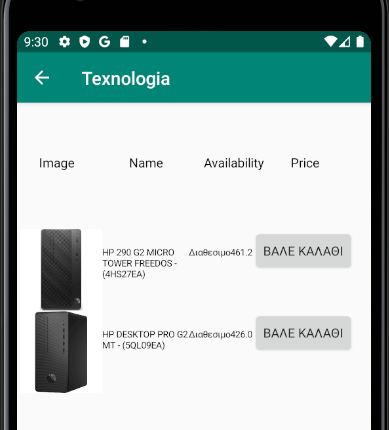 9:30
Texnologia
Image Name Availability Price
HP 290 G2 MICRO TOWER FREEDOS - (4HS27EA) Διαθεσιμο 461.2 ΒΑΛΕ ΚΑΛΑΘΙ
HP DESKTOP PRO G2 MT - (5QL09EA) Διαθεσιμο 426.0 ΒΑΛΕ ΚΑΛΑΘΙ